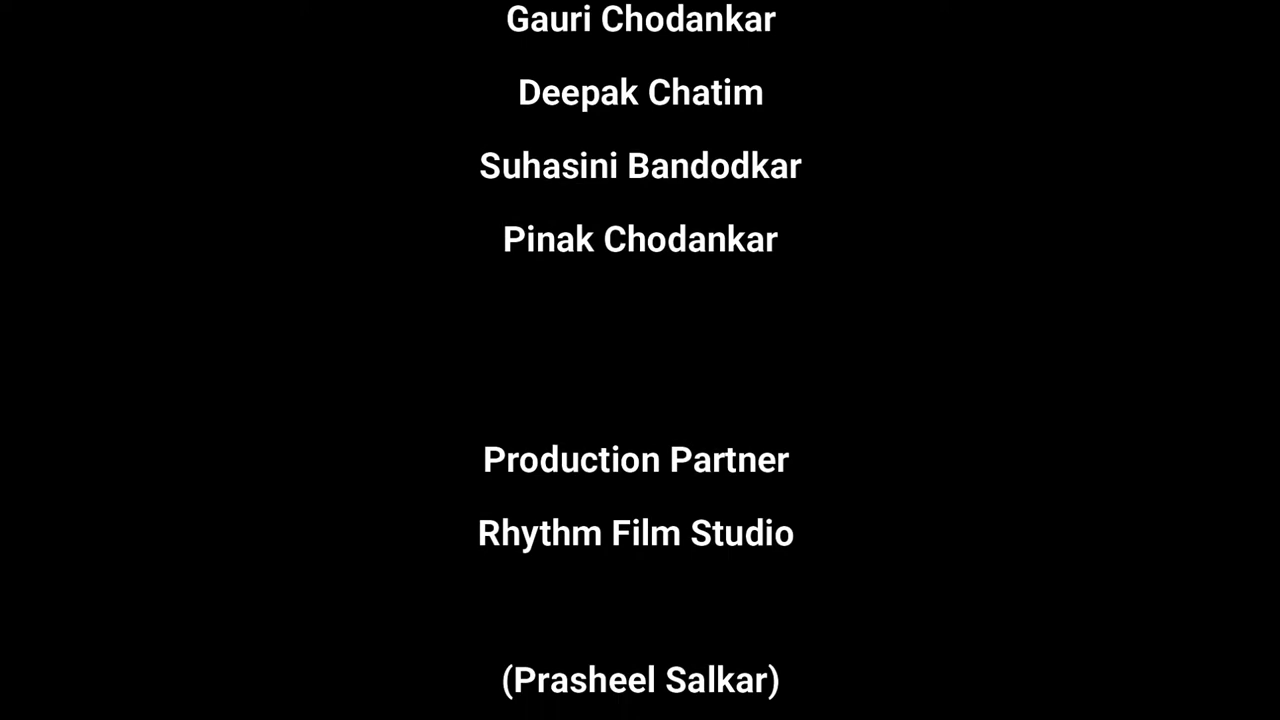 Gauri Chodankar
Deepak Chatim
Suhasini Bandodkar
Pinak Chodankar
Production Partner
Rhythm Film Studio
(Prasheel Salkar)